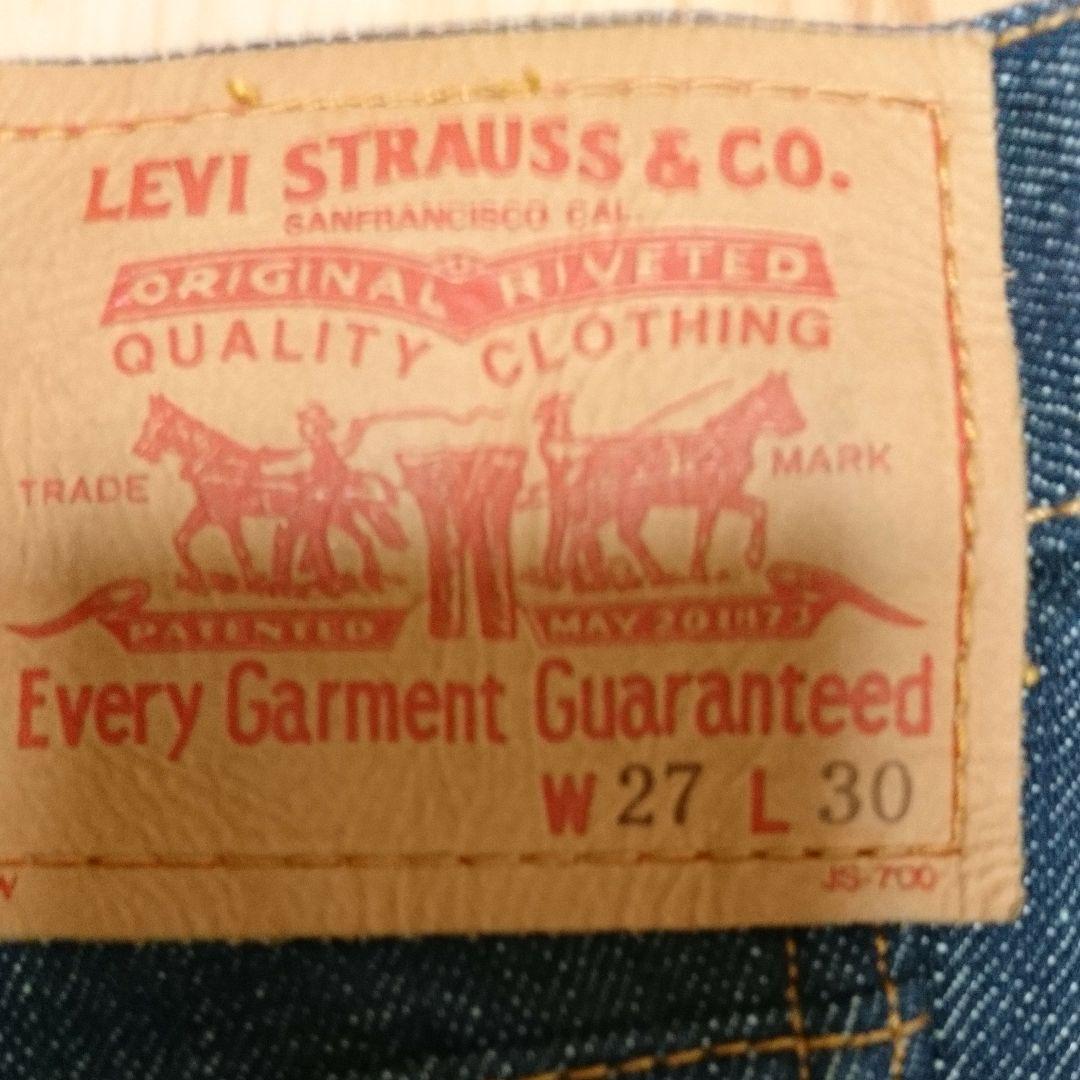 LEVI STRAUSS & CO.
SANFRANCISCO CAL.
ORIGINAL RIVETED
QUALITY CLOTHING
TRADE MARK
PATENTED MAY 20 1873
Every Garment Guaranteed
W 27 L 30
W JS-700